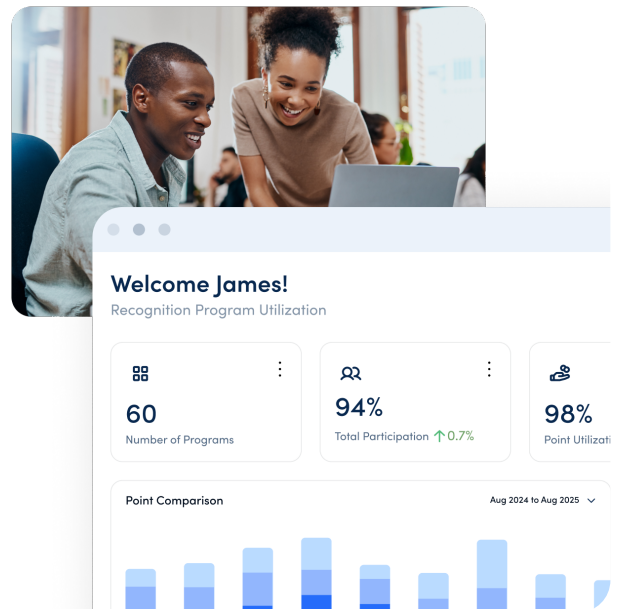 Welcome James!
Recognition Program Utilization
60
Number of Programs
94%
Total Participation ↑0.7%
98%
Point
Point Comparison
Aug 2024 to Aug 2025